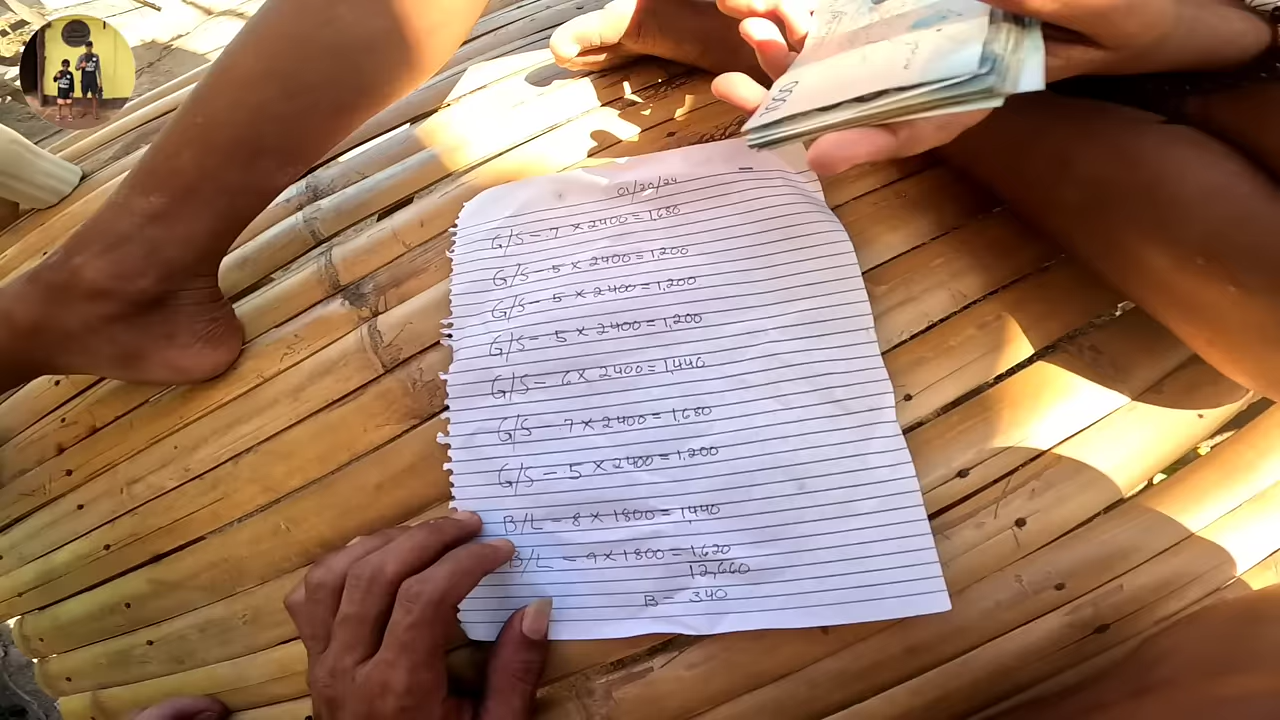 01/20/24
G/S - .7 x 2400 = 1,680
G/S - .5 x 2400 = 1,200
G/S - .5 x 2400 = 1,200
G/S - .5 x 2400 = 1,200
G/S - .6 x 2400 = 1,440
G/S - .7 x 2400 = 1,680
G/S - .5 x 2400 = 1,200
B/L - .8 x 1800 = 1,440
B/L - .9 x 1800 = 1,620
12,660
B - 340